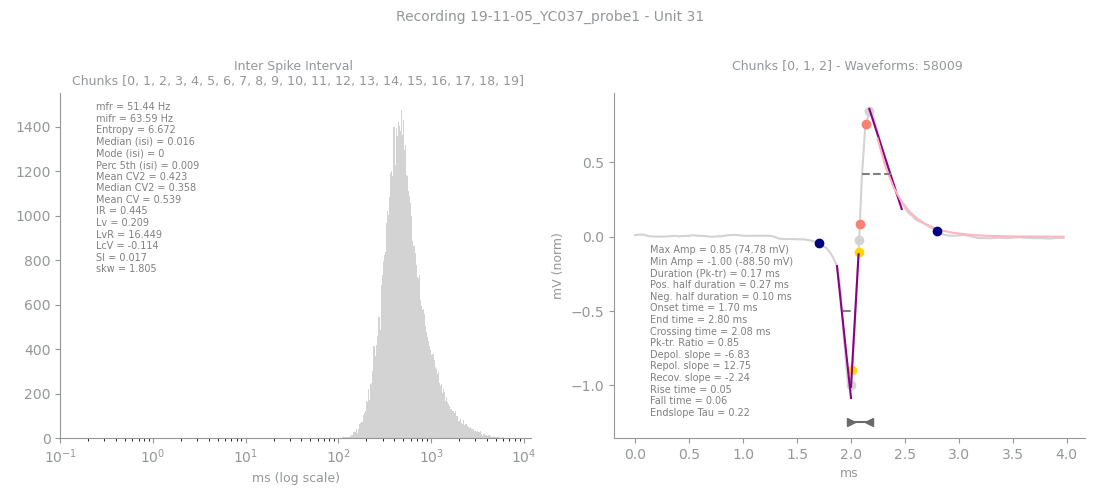 Recording 19-11-05_YC037_probe1 - Unit 31
Inter Spike Interval
Chunks [0, 1, 2, 3, 4, 5, 6, 7, 8, 9, 10, 11, 12, 13, 14, 15, 16, 17, 18, 19]
mfr = 51.44 Hz
mifr = 63.59 Hz
Entropy = 6.672
Median (isi) = 0.016
Mode (isi) = 0
Perc 5th (isi) = 0.009
Mean CV2 = 0.423
Median CV2 = 0.358
Mean CV = 0.539
IR = 0.445
Lv = 0.209
LvR = 16.449
LcV = -0.114
SI = 0.017
skw = 1.805
1400
1200
1000
800
600
400
200
0
10⁻¹ 10⁰ 10¹ 10² 10³ 10⁴
ms (log scale)
Chunks [0, 1, 2] - Waveforms: 58009
mV (norm)
0.5
0.0
−0.5
−1.0
Max Amp = 0.85 (74.78 mV)
Min Amp = -1.00 (-88.50 mV)
Duration (Pk-tr) = 0.17 ms
Pos. half duration = 0.27 ms
Neg. half duration = 0.10 ms
Onset time = 1.70 ms
End time = 2.80 ms
Crossing time = 2.08 ms
Pk-tr. Ratio = 0.85
Depol. slope = -6.83
Repol. slope = 12.75
Recov. slope = -2.24
Rise time = 0.05
Fall time = 0.06
Endslope Tau = 0.22
0.0 0.5 1.0 1.5 2.0 2.5 3.0 3.5 4.0
ms